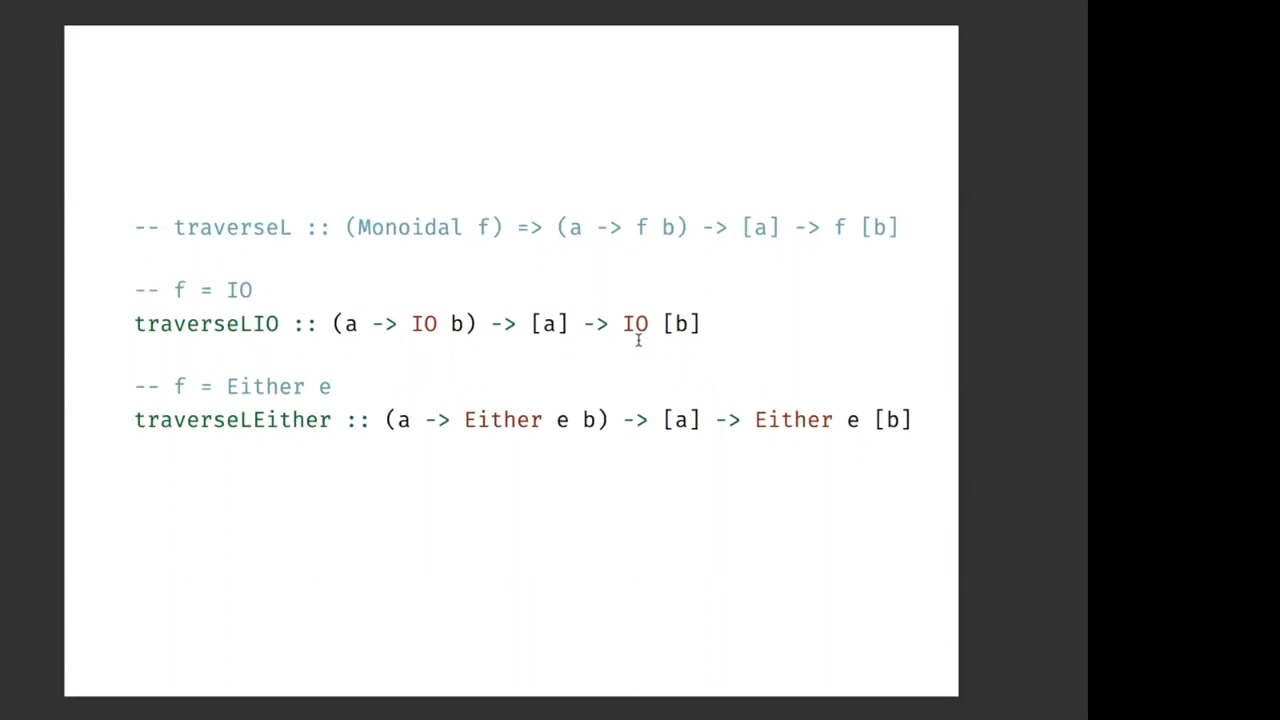 -- traverseL :: (Monoidal f) => (a -> f b) -> [a] -> f [b]
-- f = IO
traverseLIO :: (a -> IO b) -> [a] -> IO [b]
-- f = Either e
traverseLEither :: (a -> Either e b) -> [a] -> Either e [b]